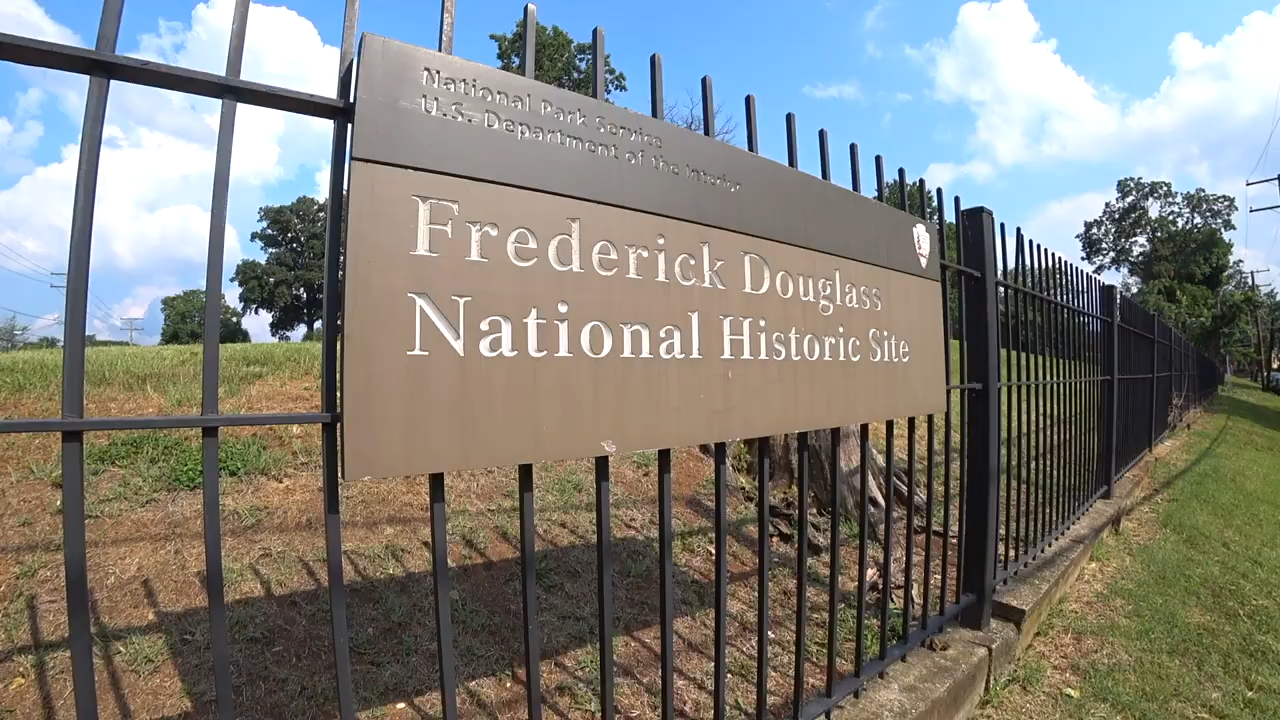 National Park Service
U.S. Department of the Interior
Frederick Douglass
National Historic Site